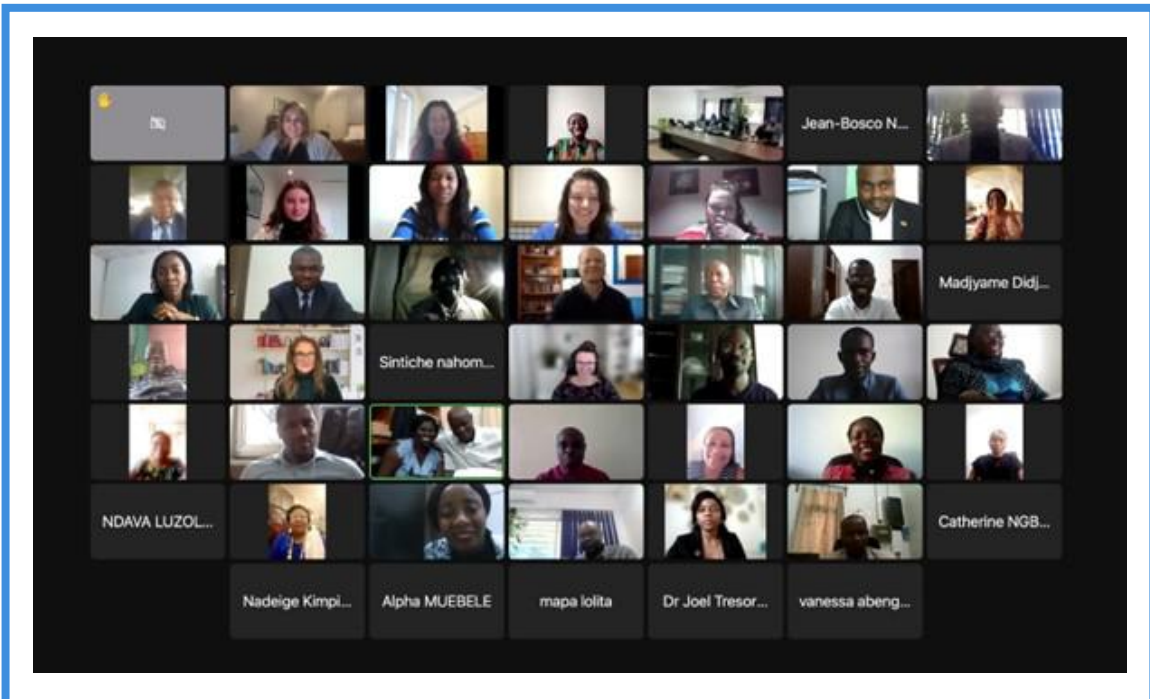 Jean-Bosco N...
Madjyame Didj...
Sintiche nahom...
NDAVA LUZOL...
Catherine NGB...
Nadeige Kimpi...
Alpha MUEBELE
mapa lolita
Dr Joel Tresor...
vanessa abeng...